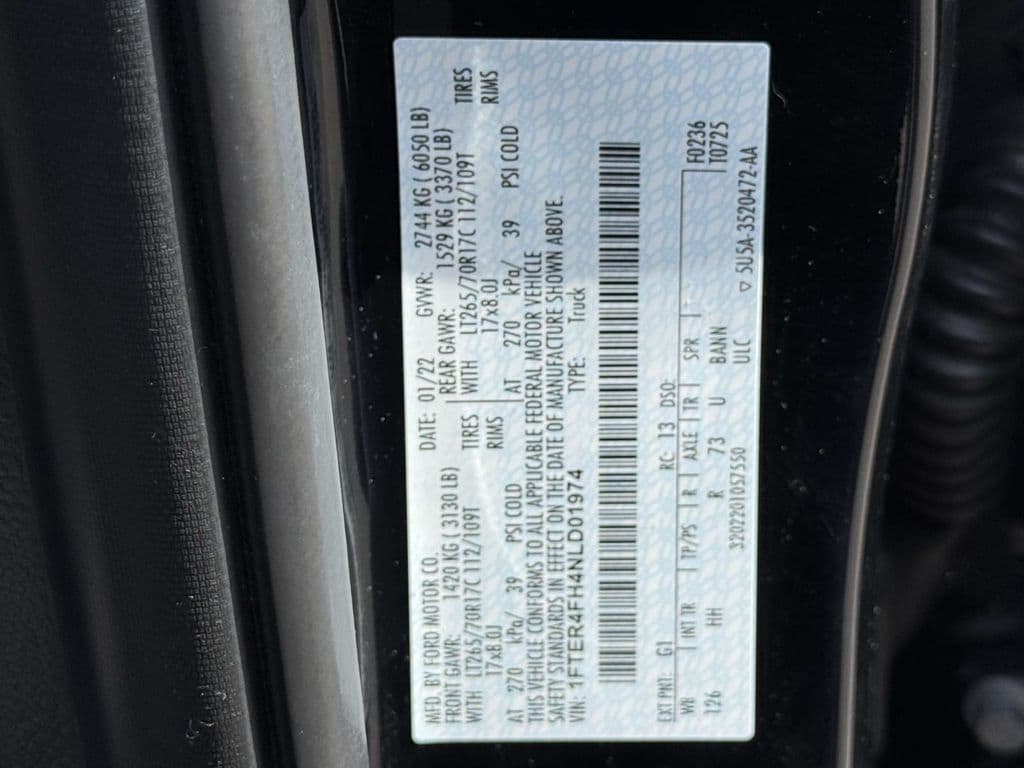 MFD. BY FORD MOTOR CO. DATE: 01/22 GVWR: 2744 KG ( 6050 LB)
FRONT GAWR: 1420 KG ( 3130 LB) REAR GAWR: 1529 KG ( 3370 LB)
WITH LT265/70R17C 112/109T TIRES WITH LT265/70R17C 112/109T TIRES
17x8.0J RIMS 17x8.0J RIMS
AT 270 kPa/ 39 PSI COLD AT 270 kPa/ 39 PSI COLD
THIS VEHICLE CONFORMS TO ALL APPLICABLE FEDERAL MOTOR VEHICLE
SAFETY STANDARDS IN EFFECT ON THE DATE OF MANUFACTURE SHOWN ABOVE.
VIN: 1FTER4FH4NLD01974 TYPE: Truck
EXT PNT: G1 RC: 13 DSO: F0236
WB INT TR TP/PS R AXLE TR SPR T0725
126 HH R 73 U BANN
3202201057550 ULC ▽ 5U5A-3520472-AA